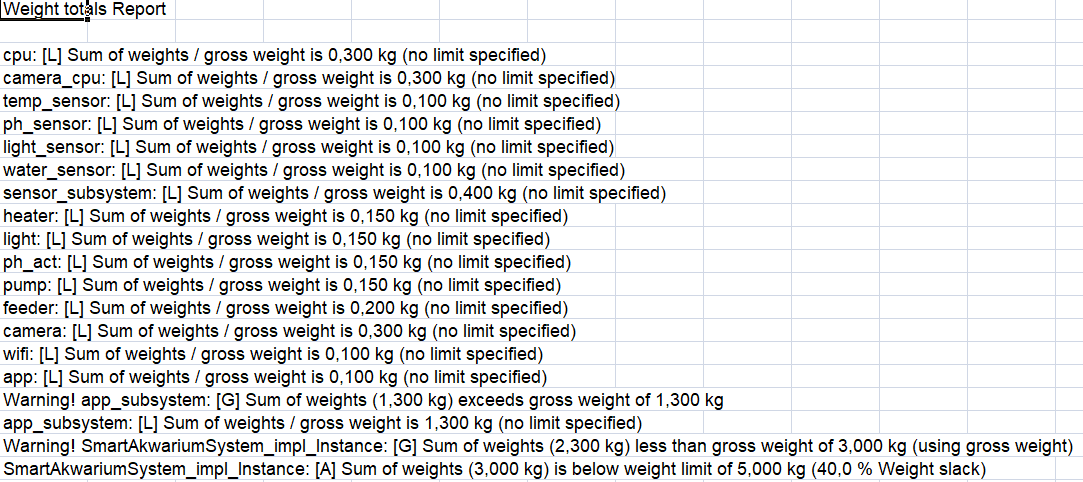 Weight totals Report
cpu: [L] Sum of weights / gross weight is 0,300 kg (no limit specified)
camera_cpu: [L] Sum of weights / gross weight is 0,300 kg (no limit specified)
temp_sensor: [L] Sum of weights / gross weight is 0,100 kg (no limit specified)
ph_sensor: [L] Sum of weights / gross weight is 0,100 kg (no limit specified)
light_sensor: [L] Sum of weights / gross weight is 0,100 kg (no limit specified)
water_sensor: [L] Sum of weights / gross weight is 0,100 kg (no limit specified)
sensor_subsystem: [L] Sum of weights / gross weight is 0,400 kg (no limit specified)
heater: [L] Sum of weights / gross weight is 0,150 kg (no limit specified)
light: [L] Sum of weights / gross weight is 0,150 kg (no limit specified)
ph_act: [L] Sum of weights / gross weight is 0,150 kg (no limit specified)
pump: [L] Sum of weights / gross weight is 0,150 kg (no limit specified)
feeder: [L] Sum of weights / gross weight is 0,200 kg (no limit specified)
camera: [L] Sum of weights / gross weight is 0,300 kg (no limit specified)
wifi: [L] Sum of weights / gross weight is 0,100 kg (no limit specified)
app: [L] Sum of weights / gross weight is 0,100 kg (no limit specified)
Warning! app_subsystem: [G] Sum of weights (1,300 kg) exceeds gross weight of 1,300 kg
app_subsystem: [L] Sum of weights / gross weight is 1,300 kg (no limit specified)
Warning! SmartAkwariumSystem_impl_Instance: [G] Sum of weights (2,300 kg) less than gross weight of 3,000 kg (using gross weight)
SmartAkwariumSystem_impl_Instance: [A] Sum of weights (3,000 kg) is below weight limit of 5,000 kg (40,0 % Weight slack)